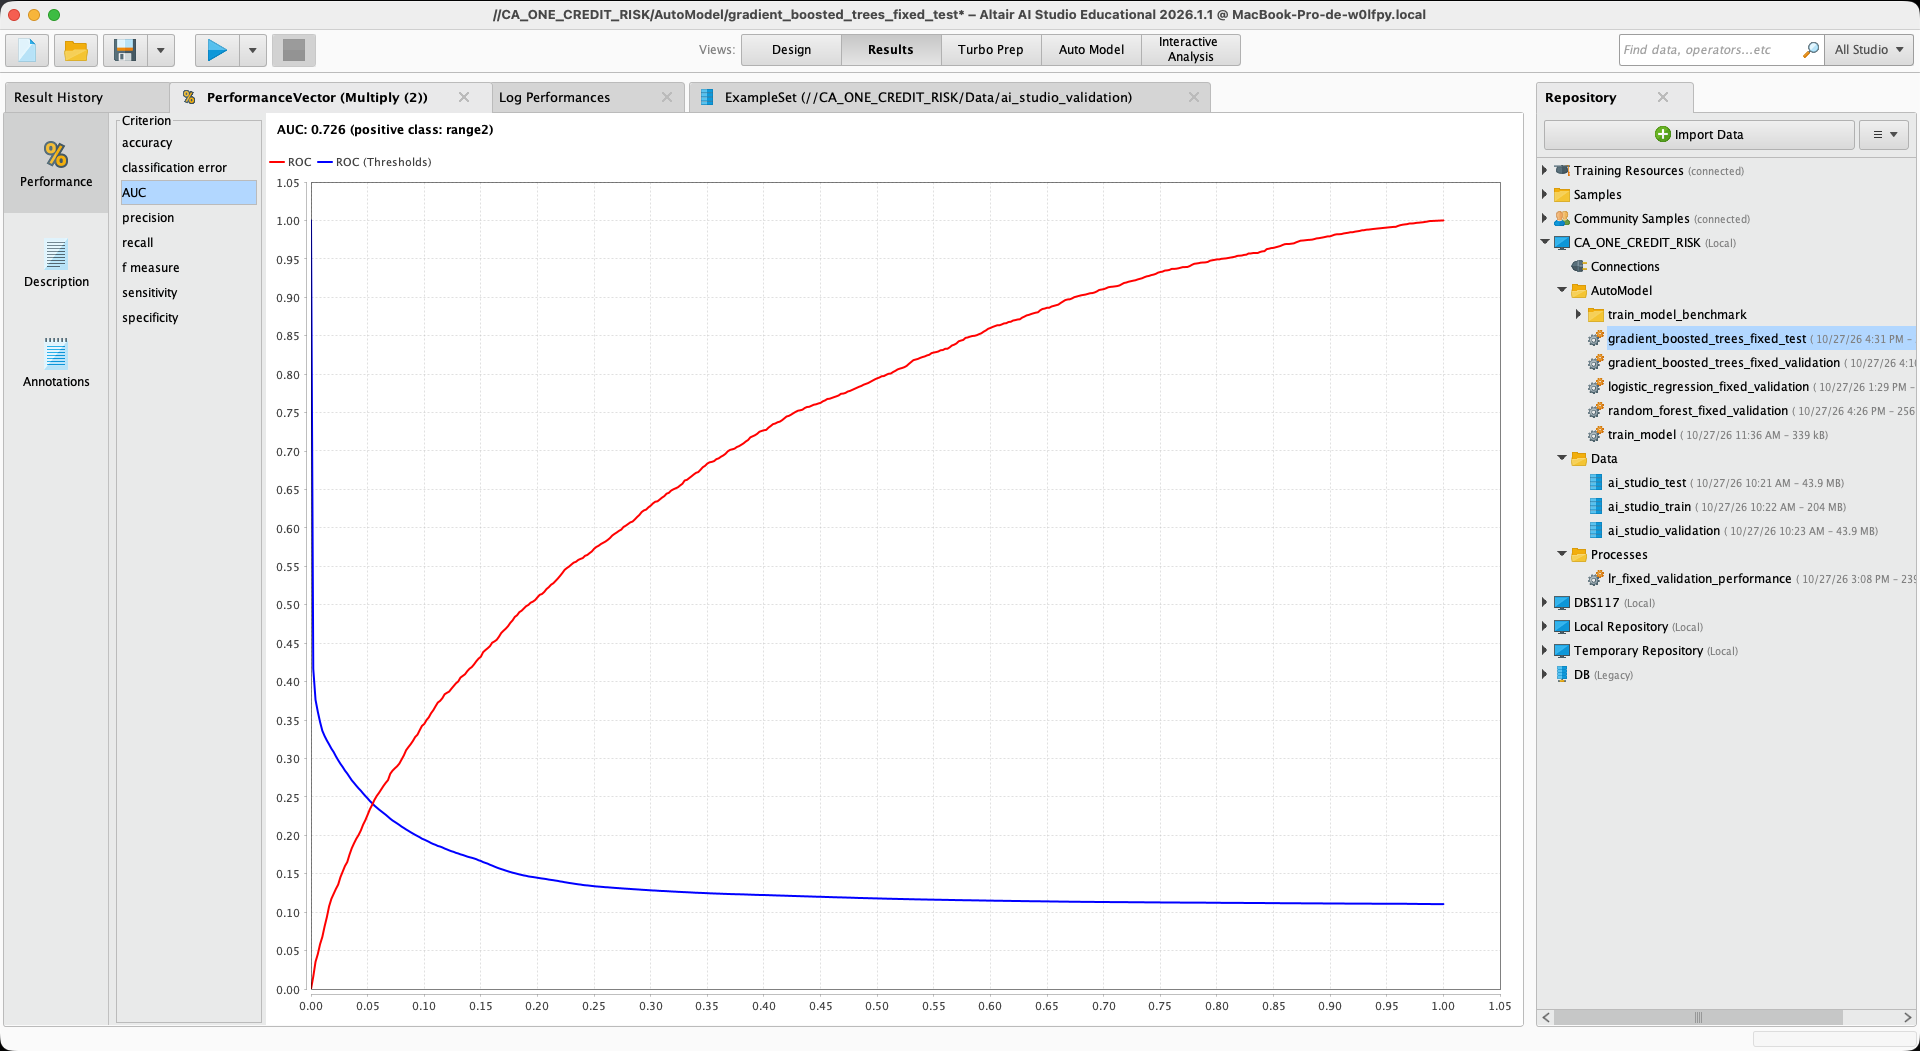 //CA_ONE_CREDIT_RISK/AutoModel/gradient_boosted_trees_fixed_test* – Altair AI Studio Educational 2026.1.1 @ MacBook-Pro-de-w0lfpy.local
Views:
Design
Results
Turbo Prep
Auto Model
Interactive
Analysis
Find data, operators...etc
All Studio
Result History
PerformanceVector (Multiply (2))
Log Performances
ExampleSet (//CA_ONE_CREDIT_RISK/Data/ai_studio_validation)
Repository
Performance
Description
Annotations
Criterion
accuracy
classification error
AUC
precision
recall
f measure
sensitivity
specificity
AUC: 0.726 (positive class: range2)
ROC ROC (Thresholds)
1.05
1.00
0.95
0.90
0.85
0.80
0.75
0.70
0.65
0.60
0.55
0.50
0.45
0.40
0.35
0.30
0.25
0.20
0.15
0.10
0.05
0.00
0.00 0.05 0.10 0.15 0.20 0.25 0.30 0.35 0.40 0.45 0.50 0.55 0.60 0.65 0.70 0.75 0.80 0.85 0.90 0.95 1.00 1.05
Import Data
Training Resources (connected)
Samples
Community Samples (connected)
CA_ONE_CREDIT_RISK (Local)
Connections
AutoModel
train_model_benchmark
gradient_boosted_trees_fixed_test ( 10/27/26 4:31 PM –
gradient_boosted_trees_fixed_validation ( 10/27/26 4:1
logistic_regression_fixed_validation ( 10/27/26 1:29 PM –
random_forest_fixed_validation ( 10/27/26 4:26 PM – 256
train_model ( 10/27/26 11:36 AM – 339 kB)
Data
ai_studio_test ( 10/27/26 10:21 AM – 43.9 MB)
ai_studio_train ( 10/27/26 10:22 AM – 204 MB)
ai_studio_validation ( 10/27/26 10:23 AM – 43.9 MB)
Processes
lr_fixed_validation_performance ( 10/27/26 3:08 PM – 239
DBS117 (Local)
Local Repository (Local)
Temporary Repository (Local)
DB (Legacy)